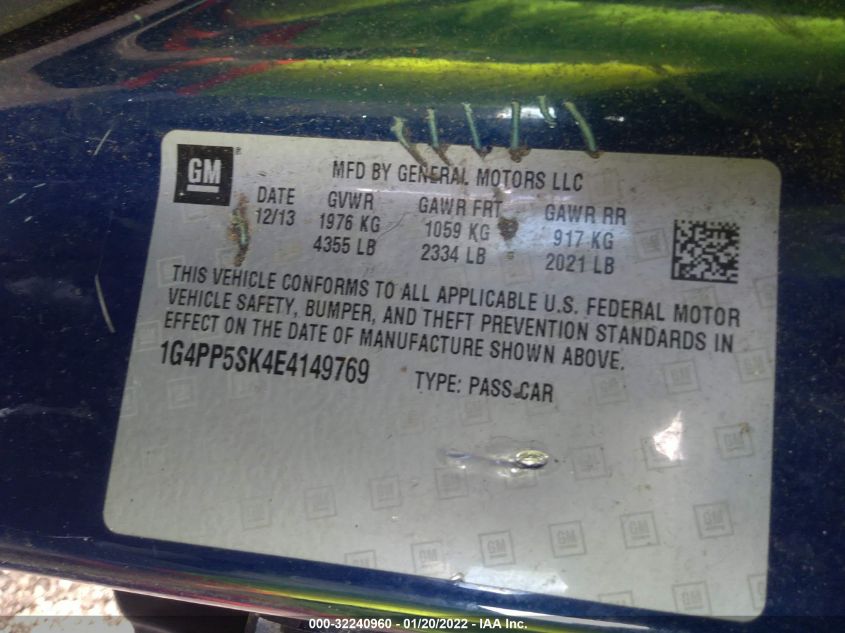 GM
MFD BY GENERAL MOTORS LLC
DATE GVWR GAWR FRT GAWR RR
12/13 1976 KG 1059 KG 917 KG
4355 LB 2334 LB 2021 LB
THIS VEHICLE CONFORMS TO ALL APPLICABLE U.S. FEDERAL MOTOR
VEHICLE SAFETY, BUMPER, AND THEFT PREVENTION STANDARDS IN
EFFECT ON THE DATE OF MANUFACTURE SHOWN ABOVE.
1G4PP5SK4E4149769 TYPE: PASS CAR
000-32240960 - 01/20/2022 - IAA Inc.